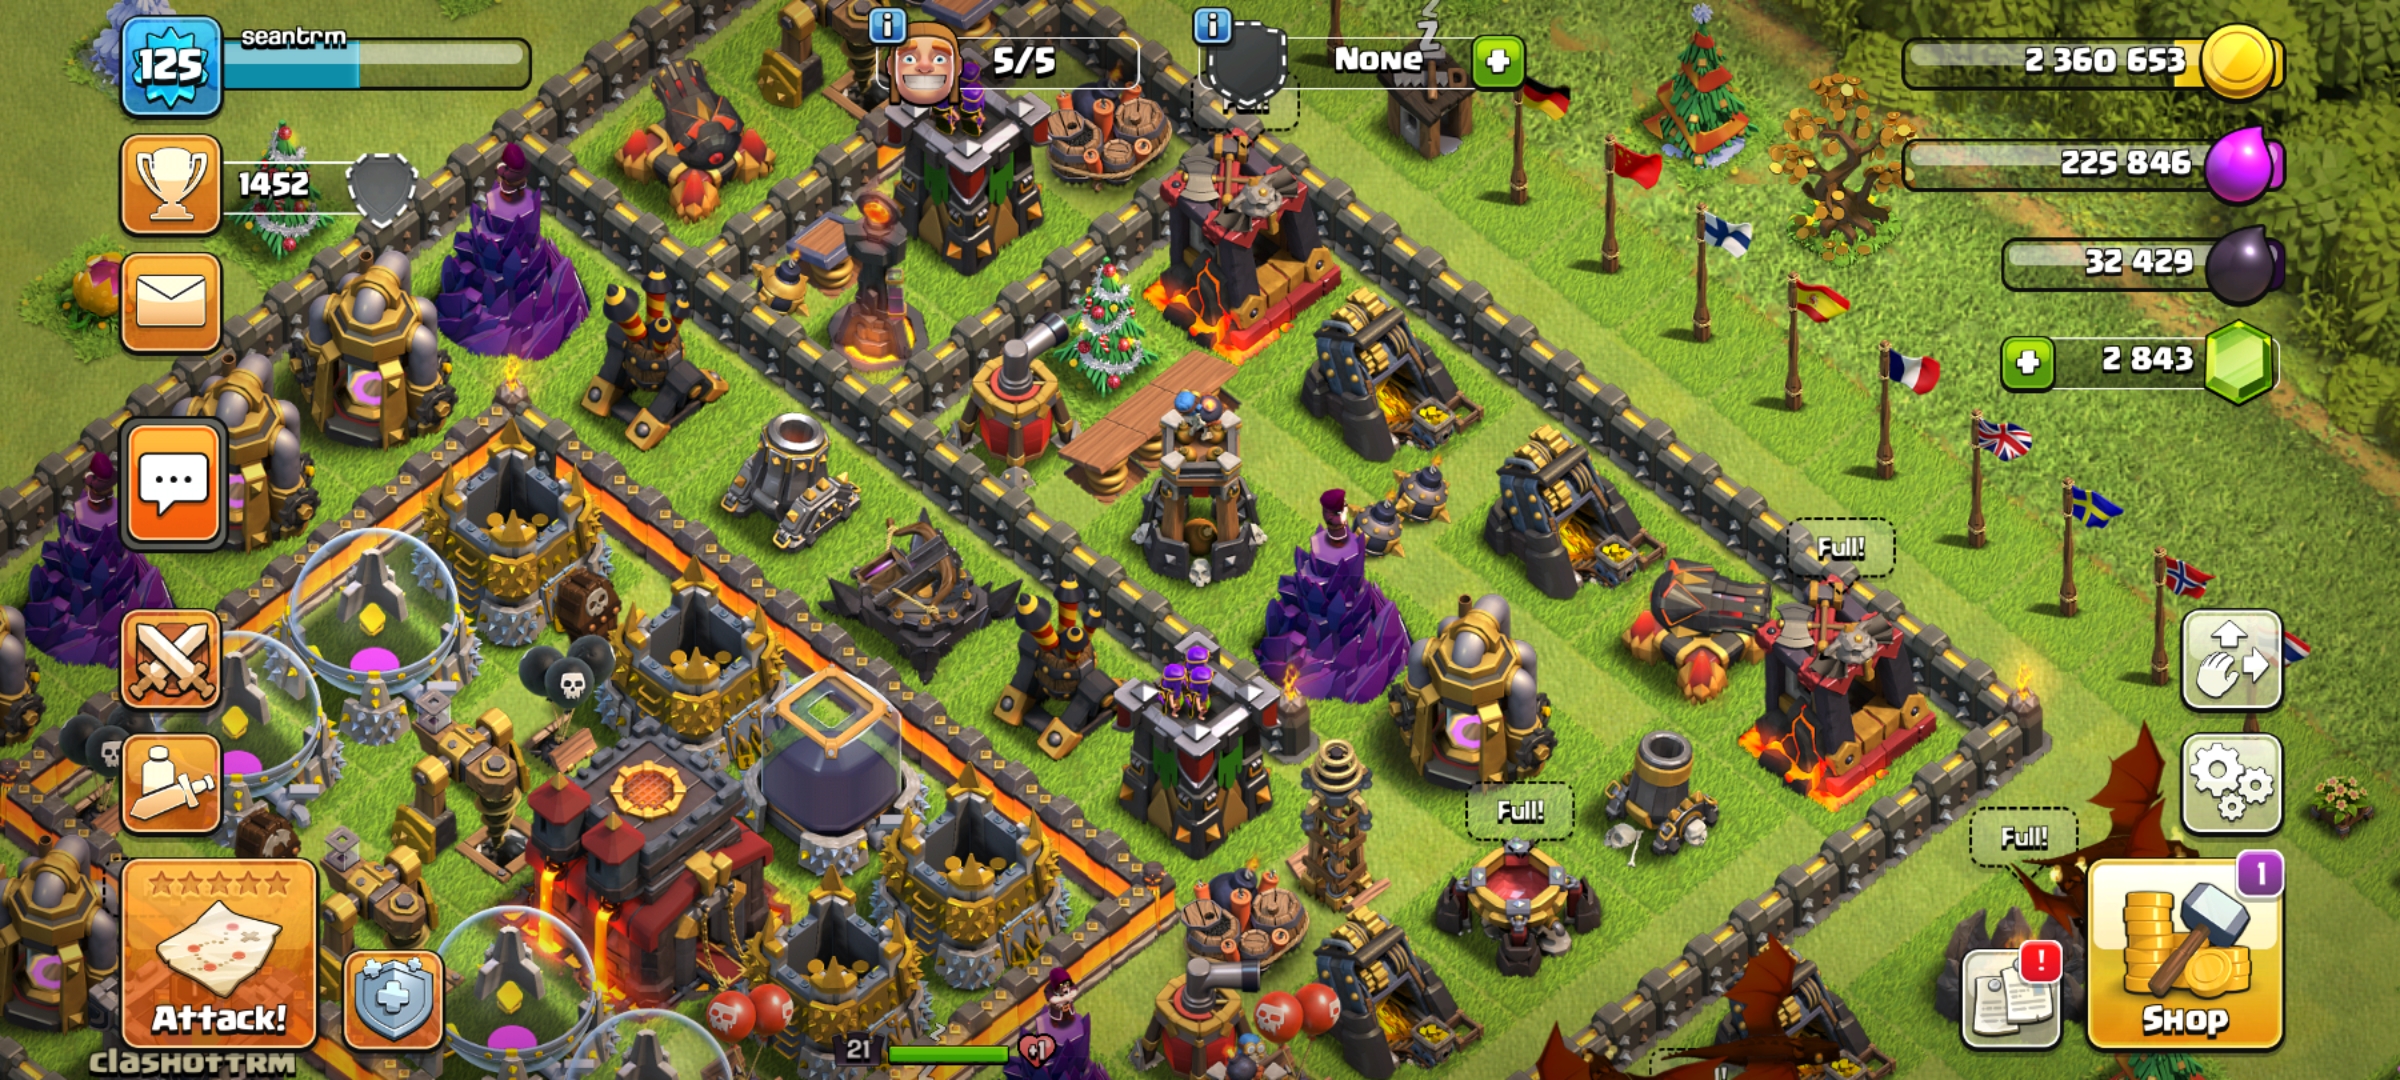 125
seantrm
5/5
None
2 360 653
1452
225 846
32 429
2 843
Full!
Full!
Full!
1
Attack!
Shop
21
+1
CLASHOTTRM